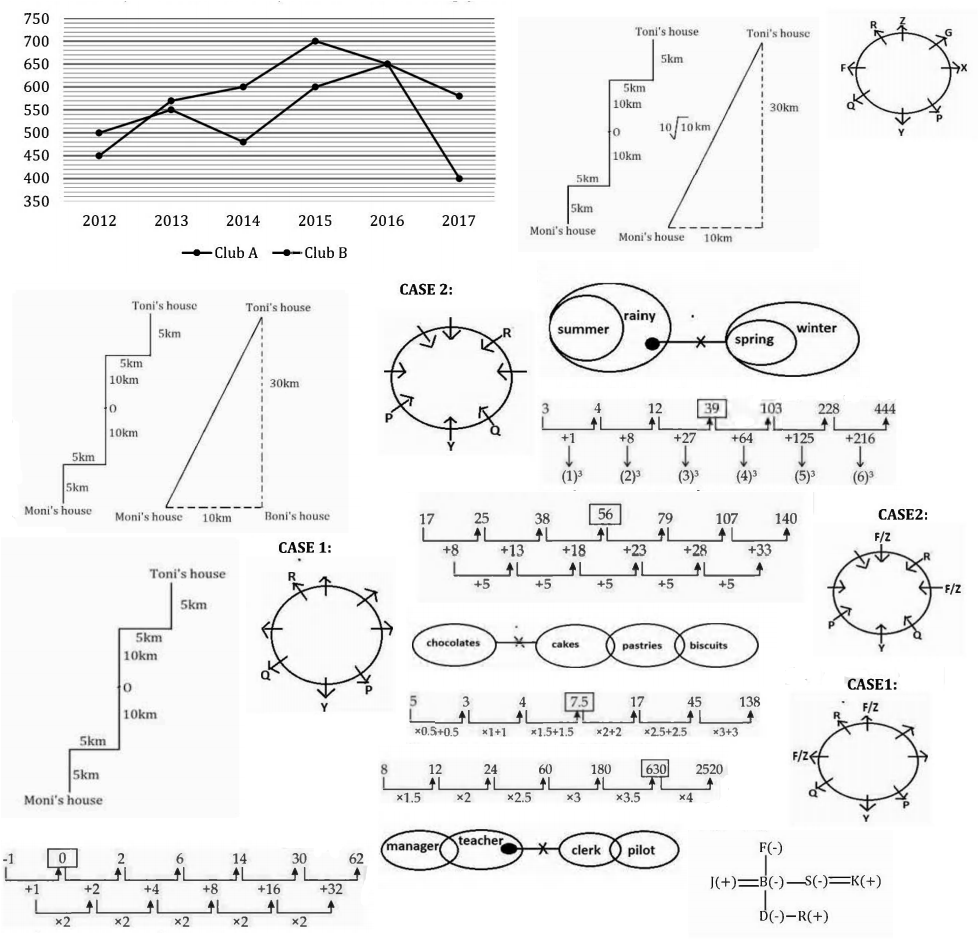 750
700
650
600
550
500
450
400
350
2012 2013 2014 2015 2016 2017
Club A Club B
Toni's house
5km
5km
10km
O
10km
5km
5km
Moni's house
Toni's house
10√10 km
30km
Moni's house
10km
R Z G
F X
Q P
Y
Toni's house
5km
5km
10km
O
10km
5km
5km
Moni's house
Toni's house
30km
Moni's house 10km Boni's house
CASE 2:
R
P Q
Y
summer rainy spring winter
3 4 12 39 103 228 444
+1 +8 +27 +64 +125 +216
(1)³ (2)³ (3)³ (4)³ (5)³ (6)³
17 25 38 56 79 107 140
+8 +13 +18 +23 +28 +33
+5 +5 +5 +5 +5
CASE2:
F/Z
R
F/Z
P Q
Y
Toni's house
5km
5km
10km
O
10km
5km
5km
Moni's house
CASE 1:
R
Q P
Y
chocolates cakes pastries biscuits
5 3 4 7.5 17 45 138
×0.5+0.5 ×1+1 ×1.5+1.5 ×2+2 ×2.5+2.5 ×3+3
CASE1:
F/Z
R
F/Z
Q P
Y
8 12 24 60 180 630 2520
×1.5 ×2 ×2.5 ×3 ×3.5 ×4
manager teacher clerk pilot
-1 0 2 6 14 30 62
+1 +2 +4 +8 +16 +32
×2 ×2 ×2 ×2 ×2
F(-)
J(+)=B(-)—S(-)=K(+)
D(-)–R(+)